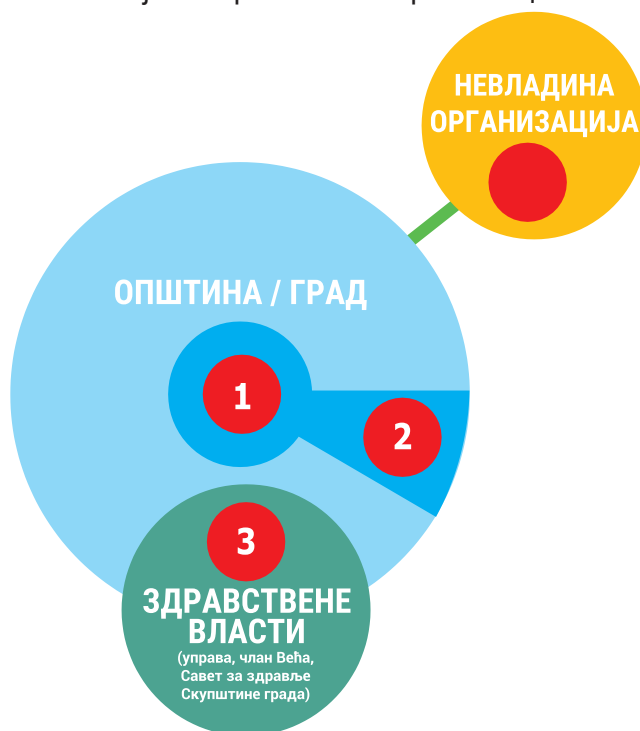 НЕВЛАДИНА
ОРГАНИЗАЦИЈА
ОПШТИНА / ГРАД
1
2
3
ЗДРАВСТВЕНЕ
ВЛАСТИ
(управа, члан Већа,
Савет за здравље
Скупштине града)